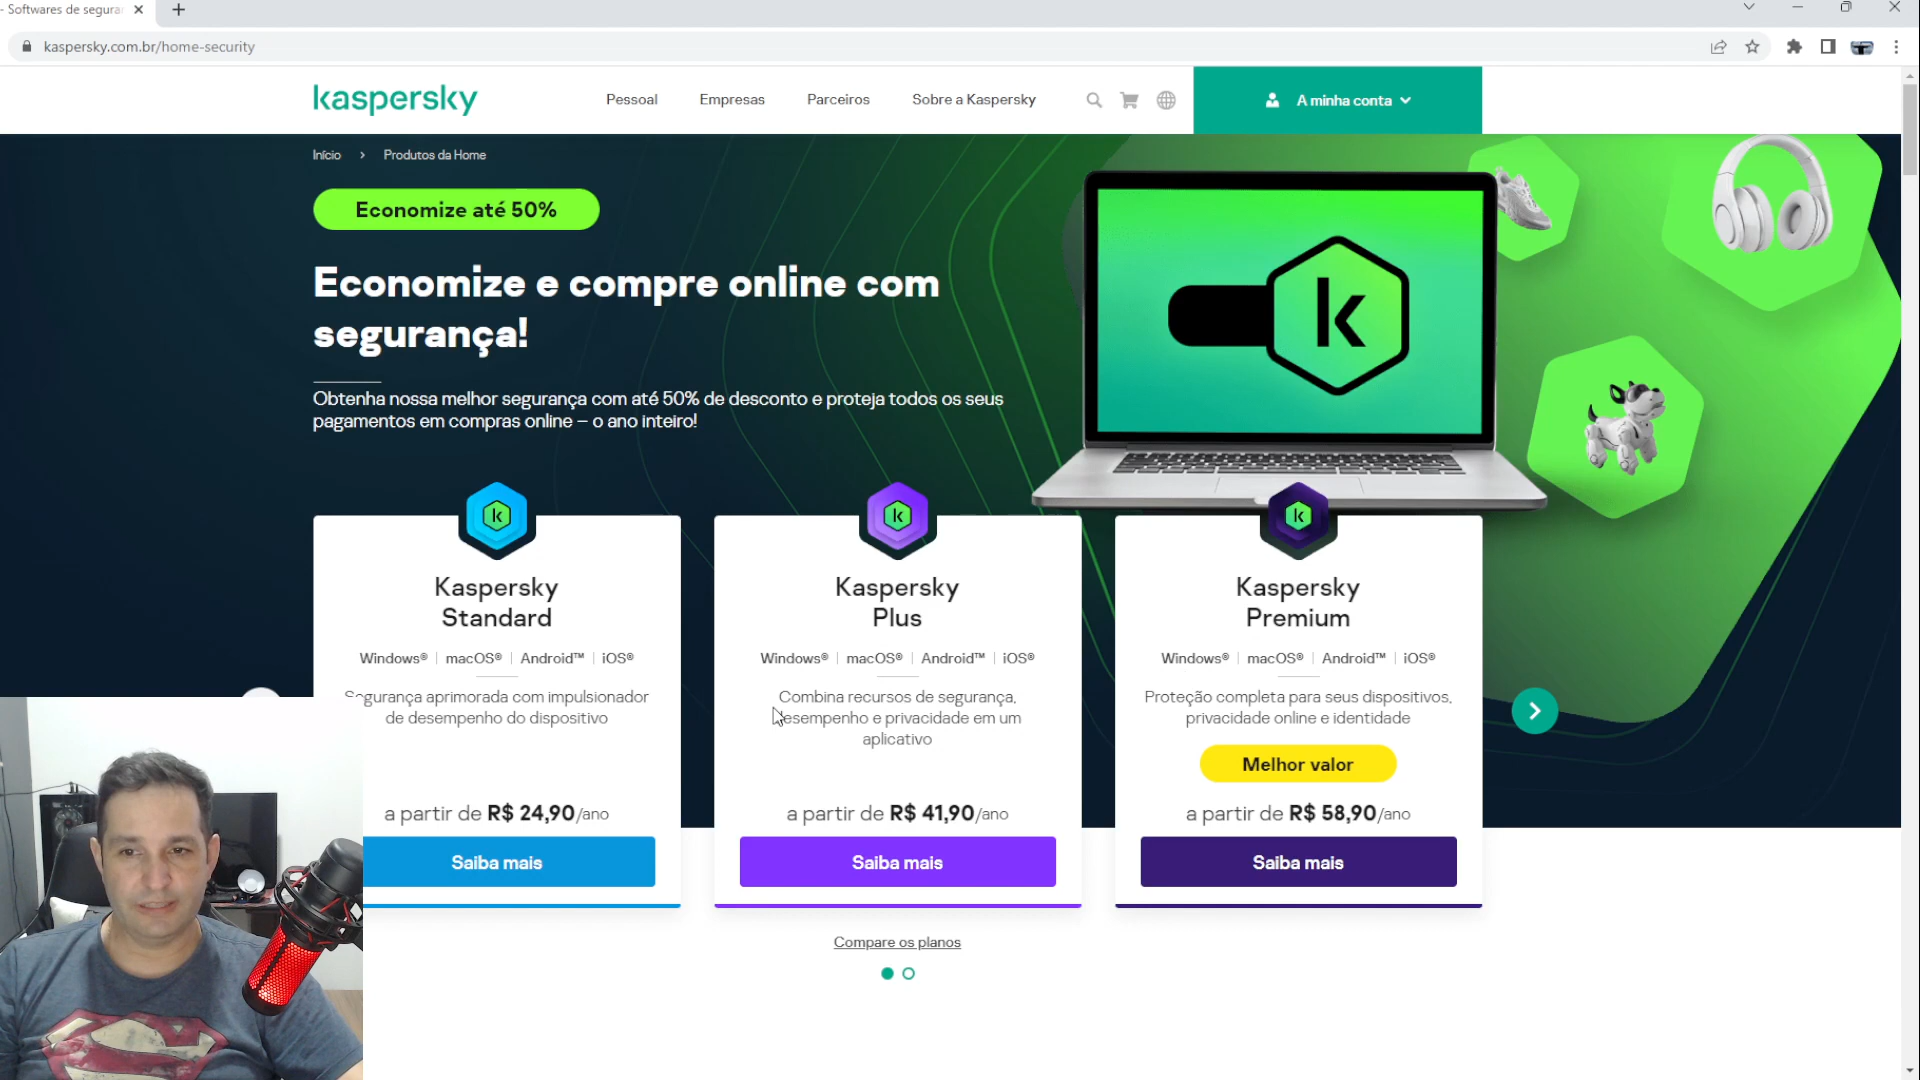 - Softwares de segura
kaspersky.com.br/home-security
kaspersky
Pessoal
Empresas
Parceiros
Sobre a Kaspersky
A minha conta
Início > Produtos da Home
Economize até 50%
Economize e compre online com
segurança!
Obtenha nossa melhor segurança com até 50% de desconto e proteja todos os seus
pagamentos em compras online – o ano inteiro!
Kaspersky
Standard
Windows® | macOS® | Android™ | iOS®
Segurança aprimorada com impulsionador
de desempenho do dispositivo
a partir de R$ 24,90/ano
Saiba mais
Kaspersky
Plus
Windows® | macOS® | Android™ | iOS®
Combina recursos de segurança,
desempenho e privacidade em um
aplicativo
a partir de R$ 41,90/ano
Saiba mais
Kaspersky
Premium
Windows® | macOS® | Android™ | iOS®
Proteção completa para seus dispositivos,
privacidade online e identidade
Melhor valor
a partir de R$ 58,90/ano
Saiba mais
Compare os planos